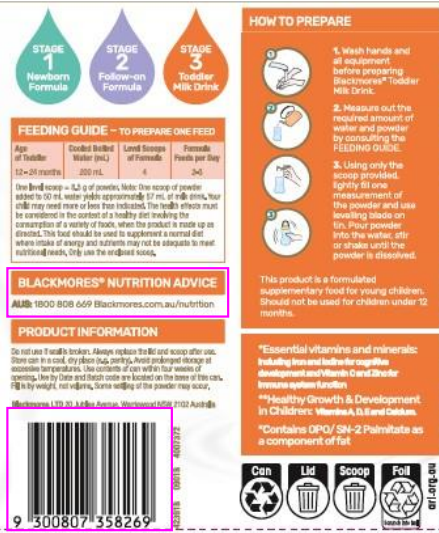 STAGE
1
Newborn
Formula
STAGE
2
Follow-on
Formula
STAGE
3
Toddler
Milk Drink
FEEDING GUIDE – TO PREPARE ONE FEED
Age
of Toddler
Cooled Boiled
Water (mL)
Level Scoops
of Formula
Formula
Feeds per Day
12–24 months
200 mL
4
One level scoop = 8.5 g of powder. Note: One scoop of powder
added to 50 mL water yields approximately 57 mL of milk drink. Your
child may need more or less than indicated. The health effects must
be considered in the context of a healthy diet involving the
consumption of a variety of foods, when the product is made up as
directed. This food should be used to supplement a normal diet
where intake of energy and nutrients may not be adequate to meet
nutritional needs. Only use the enclosed scoop.
BLACKMORES® NUTRITION ADVICE
AUS: 1800 808 669 Blackmores.com.au/nutrition
PRODUCT INFORMATION
Do not use if seal is broken. Always replace the lid and scoop after use.
Store can in a cool, dry place (e.g. pantry). Avoid prolonged storage at
excessive temperatures. Use contents of can within four weeks of
opening. Use by Date and Batch code are located on the base of this can.
Fill is by weight, not volume. Some settling of the powder may occur.
Blackmores LTD 20 Jubilee Avenue, Warriewood NSW 2102 Australia
9 300807 358269
4007372
HOW TO PREPARE
1
1. Wash hands and
all equipment
before preparing
Blackmores® Toddler
Milk Drink.
2
2. Measure out the
required amount of
water and powder
by consulting the
FEEDING GUIDE.
3
3. Using only the
scoop provided,
lightly fill one
measurement of
the powder and use
levelling blade on
tin. Pour powder
into the water, stir
or shake until the
powder is dissolved.
This product is a formulated
supplementary food for young children.
Should not be used for children under 12
months.
*Essential vitamins and minerals:
Including Iron and Iodine for cognitive
development and Vitamin C and Zinc for
immune system function
**Healthy Growth & Development
in Children: Vitamins A, D, E and Calcium.
^Contains OPO/ SN-2 Palmitate as
a component of fat
Can
Lid
Scoop
Foil
arl.org.au